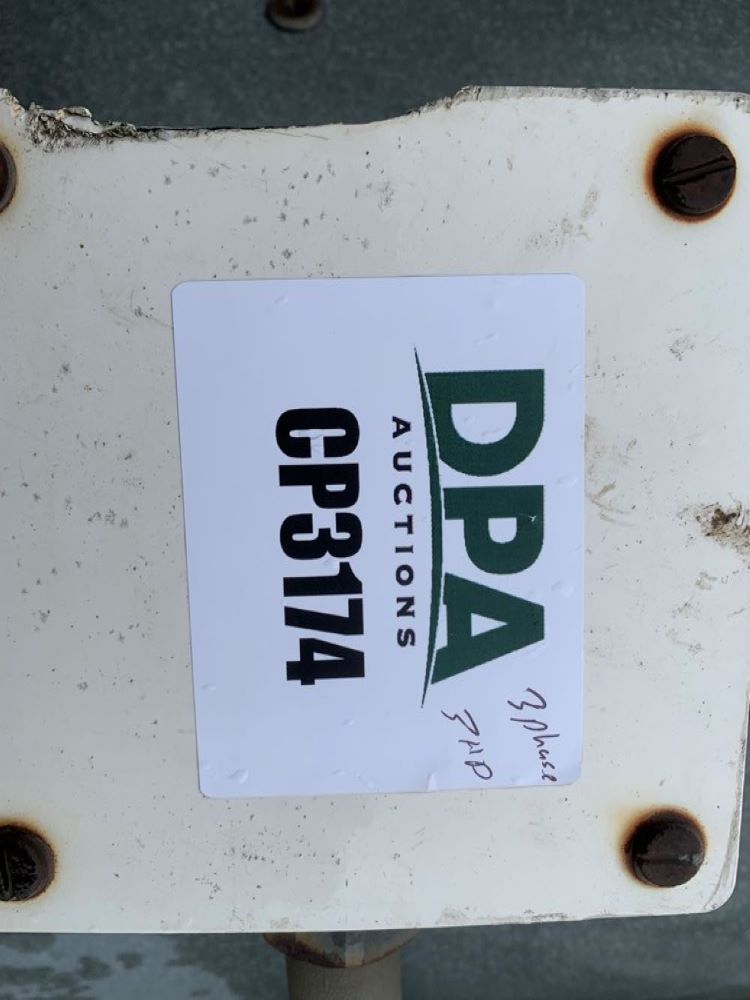 DPA
AUCTIONS
CP3174
3 phase
3 HP